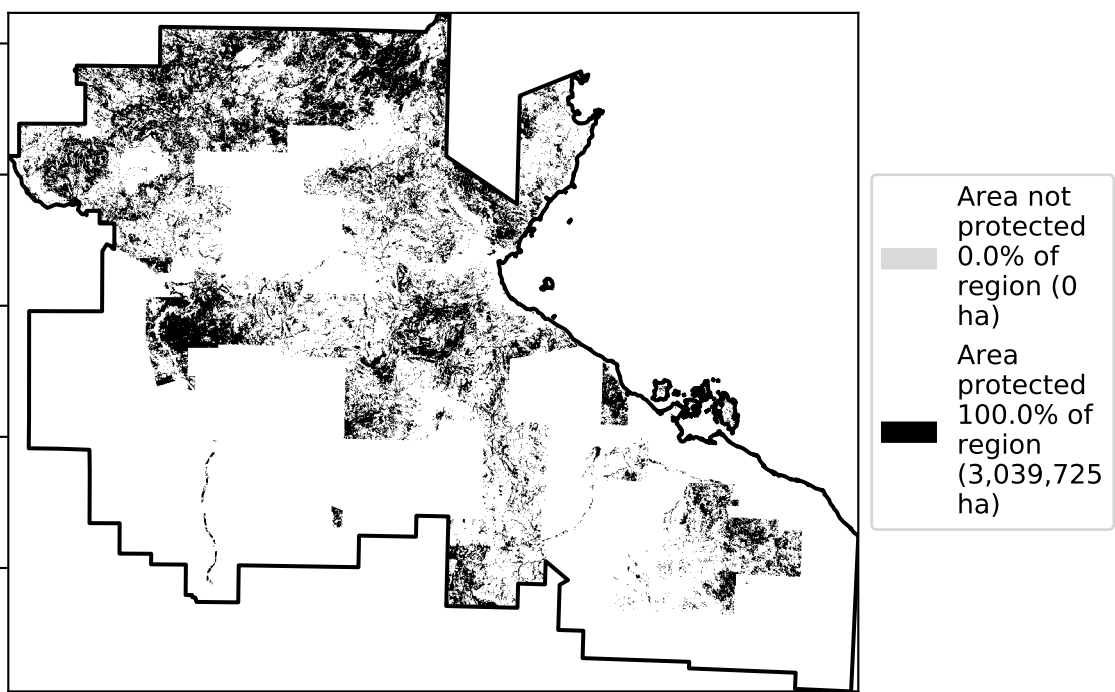 Area not
protected
0.0% of
region (0
ha)
Area
protected
100.0% of
region
(3,039,725
ha)